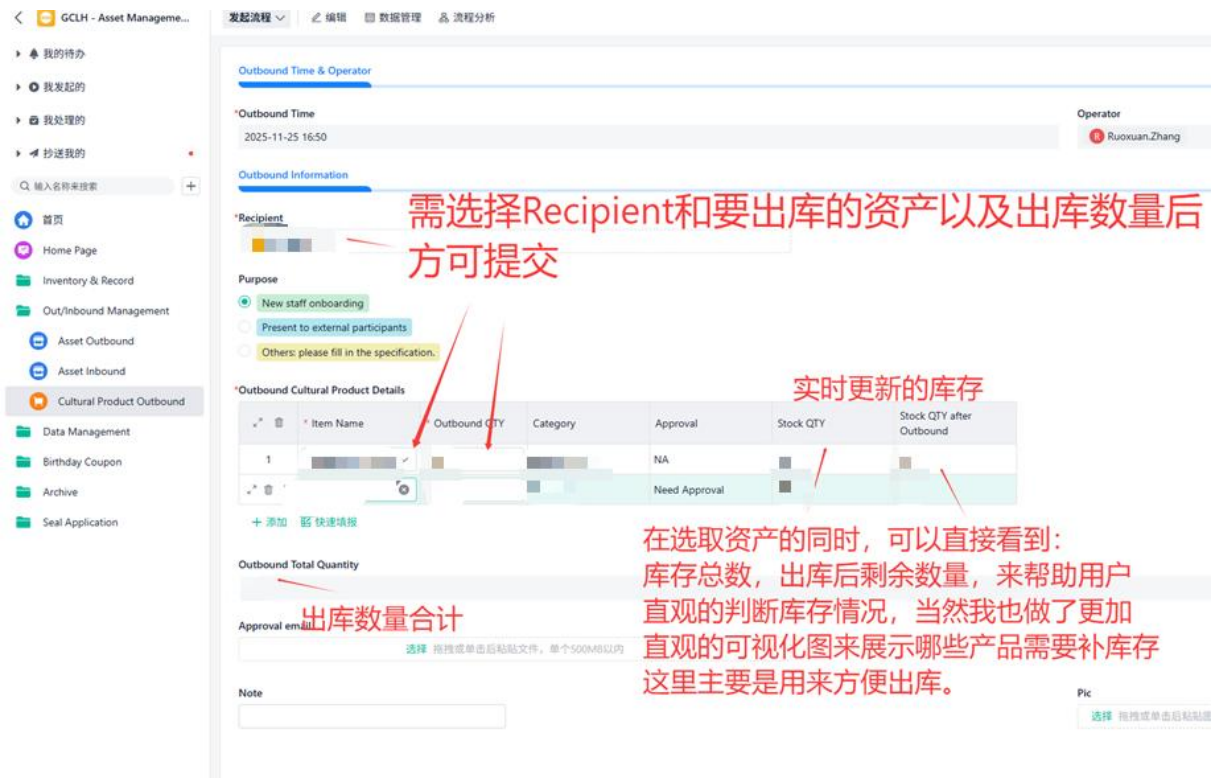 GCLH - Asset Manageme...
发起流程
编辑
数据管理
流程分析
我的待办
我发起的
我处理的
抄送我的
输入名称来搜索
首页
Home Page
Inventory & Record
Out/Inbound Management
Asset Outbound
Asset Inbound
Cultural Product Outbound
Data Management
Birthday Coupon
Archive
Seal Application
Outbound Time & Operator
*Outbound Time
Operator
2025-11-25 16:50
R Ruoxuan.Zhang
Outbound Information
需选择Recipient和要出库的资产以及出库数量后
方可提交
*Recipient
Purpose
New staff onboarding
Present to external participants
Others: please fill in the specification.
实时更新的库存
*Outbound Cultural Product Details
* Item Name
* Outbound QTY
Category
Approval
Stock QTY
Stock QTY after
Outbound
1
NA
Need Approval
+ 添加
快速填报
在选取资产的同时，可以直接看到：
库存总数，出库后剩余数量，来帮助用户
直观的判断库存情况，当然我也做了更加
直观的可视化图来展示哪些产品需要补库存
这里主要是用来方便出库。
Outbound Total Quantity
出库数量合计
Approval email
选择 拖拽或单击后粘贴文件，单个500MB以内
Note
Pic
选择 拖拽或单击后粘贴